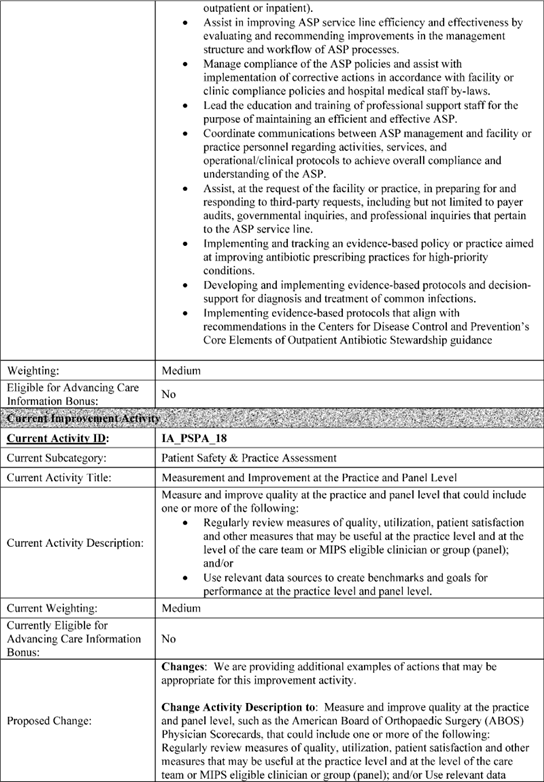 outpatient or inpatient).
• Assist in improving ASP service line efficiency and effectiveness by
evaluating and recommending improvements in the management
structure and workflow of ASP processes.
• Manage compliance of the ASP policies and assist with
implementation of corrective actions in accordance with facility or
clinic compliance policies and hospital medical staff by-laws.
• Lead the education and training of professional support staff for the
purpose of maintaining an efficient and effective ASP.
• Coordinate communications between ASP management and facility or
practice personnel regarding activities, services, and
operational/clinical protocols to achieve overall compliance and
understanding of the ASP.
• Assist, at the request of the facility or practice, in preparing for and
responding to third-party requests, including but not limited to payer
audits, governmental inquiries, and professional inquiries that pertain
to the ASP service line.
• Implementing and tracking an evidence-based policy or practice aimed
at improving antibiotic prescribing practices for high-priority
conditions.
• Developing and implementing evidence-based protocols and decision-
support for diagnosis and treatment of common infections.
• Implementing evidence-based protocols that align with
recommendations in the Centers for Disease Control and Prevention's
Core Elements of Outpatient Antibiotic Stewardship guidance
Weighting: Medium
Eligible for Advancing Care
Information Bonus: No
Current Improvement Activity
Current Activity ID: IA_PSPA_18
Current Subcategory: Patient Safety & Practice Assessment
Current Activity Title: Measurement and Improvement at the Practice and Panel Level
Current Activity Description:
Measure and improve quality at the practice and panel level that could include
one or more of the following:
• Regularly review measures of quality, utilization, patient satisfaction
and other measures that may be useful at the practice level and at the
level of the care team or MIPS eligible clinician or group (panel);
and/or
• Use relevant data sources to create benchmarks and goals for
performance at the practice level and panel level.
Current Weighting: Medium
Currently Eligible for
Advancing Care Information
Bonus: No
Proposed Change:
Changes: We are providing additional examples of actions that may be
appropriate for this improvement activity.
Change Activity Description to: Measure and improve quality at the practice
and panel level, such as the American Board of Orthopaedic Surgery (ABOS)
Physician Scorecards, that could include one or more of the following:
Regularly review measures of quality, utilization, patient satisfaction and other
measures that may be useful at the practice level and at the level of the care
team or MIPS eligible clinician or group (panel); and/or Use relevant data